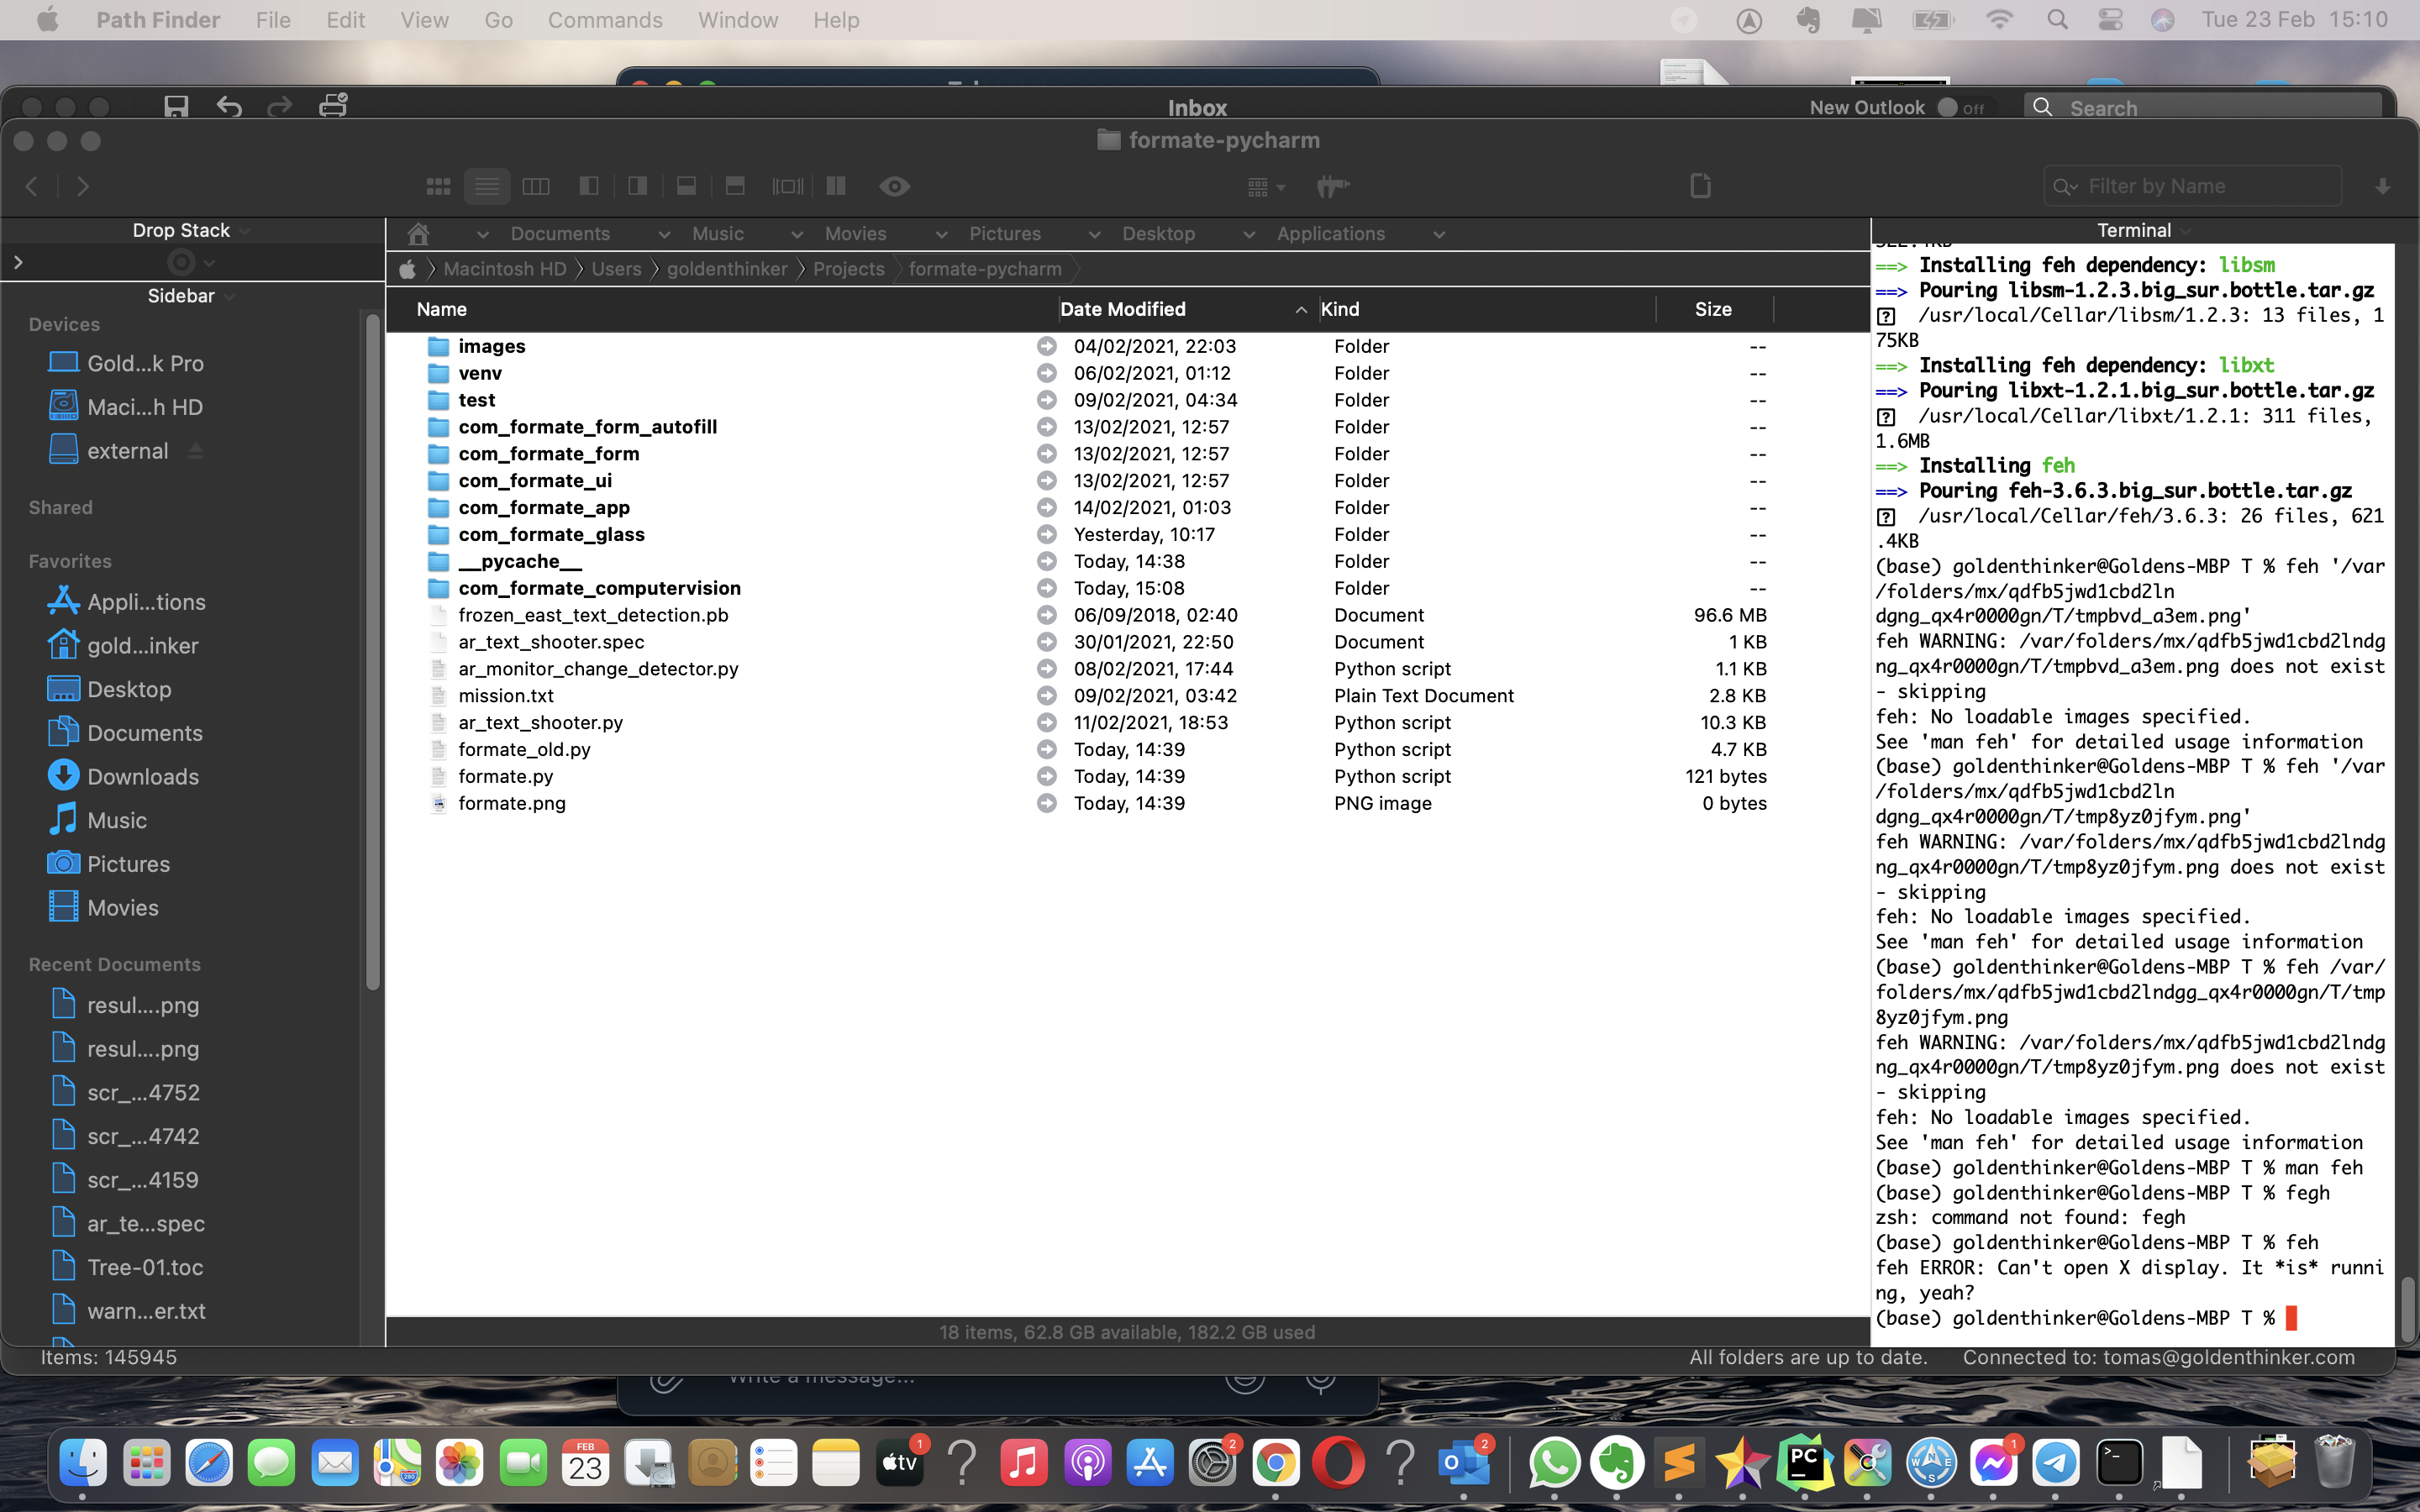 Path Finder File Edit View Go Commands Window Help Tue 23 Feb 15:10
Inbox New Outlook Off Search
formate-pycharm
Filter by Name
Drop Stack
Documents Music Movies Pictures Desktop Applications
Macintosh HD Users goldenthinker Projects formate-pycharm
Sidebar
Devices
Gold...k Pro
Maci...h HD
external
Shared
Favorites
Appli...tions
gold...inker
Desktop
Documents
Downloads
Music
Pictures
Movies
Recent Documents
resul....png
resul....png
scr_...4752
scr_...4742
scr_...4159
ar_te...spec
Tree-01.toc
warn...er.txt
Name Date Modified Kind Size
images 04/02/2021, 22:03 Folder --
venv 06/02/2021, 01:12 Folder --
test 09/02/2021, 04:34 Folder --
com_formate_form_autofill 13/02/2021, 12:57 Folder --
com_formate_form 13/02/2021, 12:57 Folder --
com_formate_ui 13/02/2021, 12:57 Folder --
com_formate_app 14/02/2021, 01:03 Folder --
com_formate_glass Yesterday, 10:17 Folder --
__pycache__ Today, 14:38 Folder --
com_formate_computervision Today, 15:08 Folder --
frozen_east_text_detection.pb 06/09/2018, 02:40 Document 96.6 MB
ar_text_shooter.spec 30/01/2021, 22:50 Document 1 KB
ar_monitor_change_detector.py 08/02/2021, 17:44 Python script 1.1 KB
mission.txt 09/02/2021, 03:42 Plain Text Document 2.8 KB
ar_text_shooter.py 11/02/2021, 18:53 Python script 10.3 KB
formate_old.py Today, 14:39 Python script 4.7 KB
formate.py Today, 14:39 Python script 121 bytes
formate.png Today, 14:39 PNG image 0 bytes
18 items, 62.8 GB available, 182.2 GB used
Terminal
==> Installing feh dependency: libsm
==> Pouring libsm-1.2.3.big_sur.bottle.tar.gz
? /usr/local/Cellar/libsm/1.2.3: 13 files, 1
75KB
==> Installing feh dependency: libxt
==> Pouring libxt-1.2.1.big_sur.bottle.tar.gz
? /usr/local/Cellar/libxt/1.2.1: 311 files,
1.6MB
==> Installing feh
==> Pouring feh-3.6.3.big_sur.bottle.tar.gz
? /usr/local/Cellar/feh/3.6.3: 26 files, 621
.4KB
(base) goldenthinker@Goldens-MBP T % feh '/var
/folders/mx/qdfb5jwd1cbd2ln
dgng_qx4r0000gn/T/tmpbvd_a3em.png'
feh WARNING: /var/folders/mx/qdfb5jwd1cbd2lndg
ng_qx4r0000gn/T/tmpbvd_a3em.png does not exist
- skipping
feh: No loadable images specified.
See 'man feh' for detailed usage information
(base) goldenthinker@Goldens-MBP T % feh '/var
/folders/mx/qdfb5jwd1cbd2ln
dgng_qx4r0000gn/T/tmp8yz0jfym.png'
feh WARNING: /var/folders/mx/qdfb5jwd1cbd2lndg
ng_qx4r0000gn/T/tmp8yz0jfym.png does not exist
- skipping
feh: No loadable images specified.
See 'man feh' for detailed usage information
(base) goldenthinker@Goldens-MBP T % feh /var/
folders/mx/qdfb5jwd1cbd2lndgg_qx4r0000gn/T/tmp
8yz0jfym.png
feh WARNING: /var/folders/mx/qdfb5jwd1cbd2lndg
ng_qx4r0000gn/T/tmp8yz0jfym.png does not exist
- skipping
feh: No loadable images specified.
See 'man feh' for detailed usage information
(base) goldenthinker@Goldens-MBP T % man feh
(base) goldenthinker@Goldens-MBP T % fegh
zsh: command not found: fegh
(base) goldenthinker@Goldens-MBP T % feh
feh ERROR: Can't open X display. It *is* runni
ng, yeah?
(base) goldenthinker@Goldens-MBP T %
Items: 145945 All folders are up to date. Connected to: tomas@goldenthinker.com
Write a message...
FEB
23
280
tv
1
2
2
PC
1